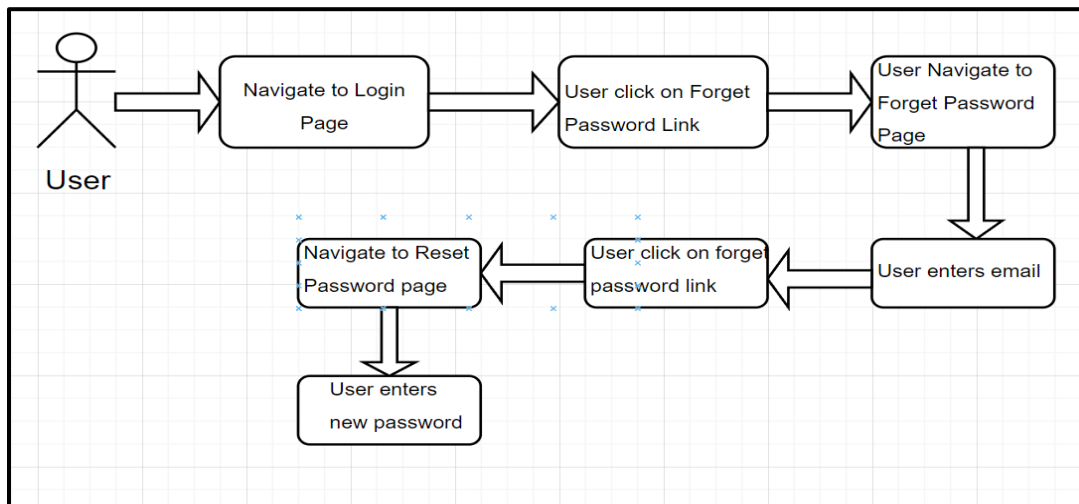 Navigate to Login
Page
User click on Forget
Password Link
User Navigate to
Forget Password
Page
User
User enters email
User click on forget
password link
Navigate to Reset
Password page
User enters
new password